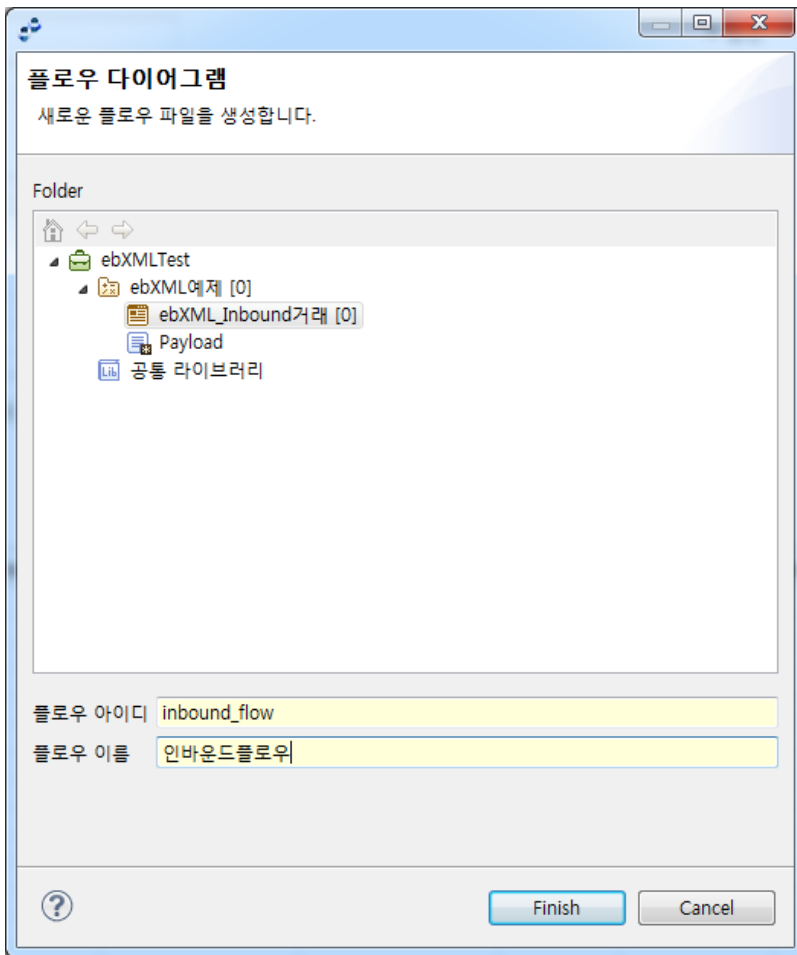 플로우 다이어그램
새로운 플로우 파일을 생성합니다.
Folder
ebXMLTest
ebXML예제 [0]
ebXML_Inbound거래 [0]
Payload
Lib 공통 라이브러리
플로우 아이디 inbound_flow
플로우 이름 인바운드플로우
? Finish Cancel